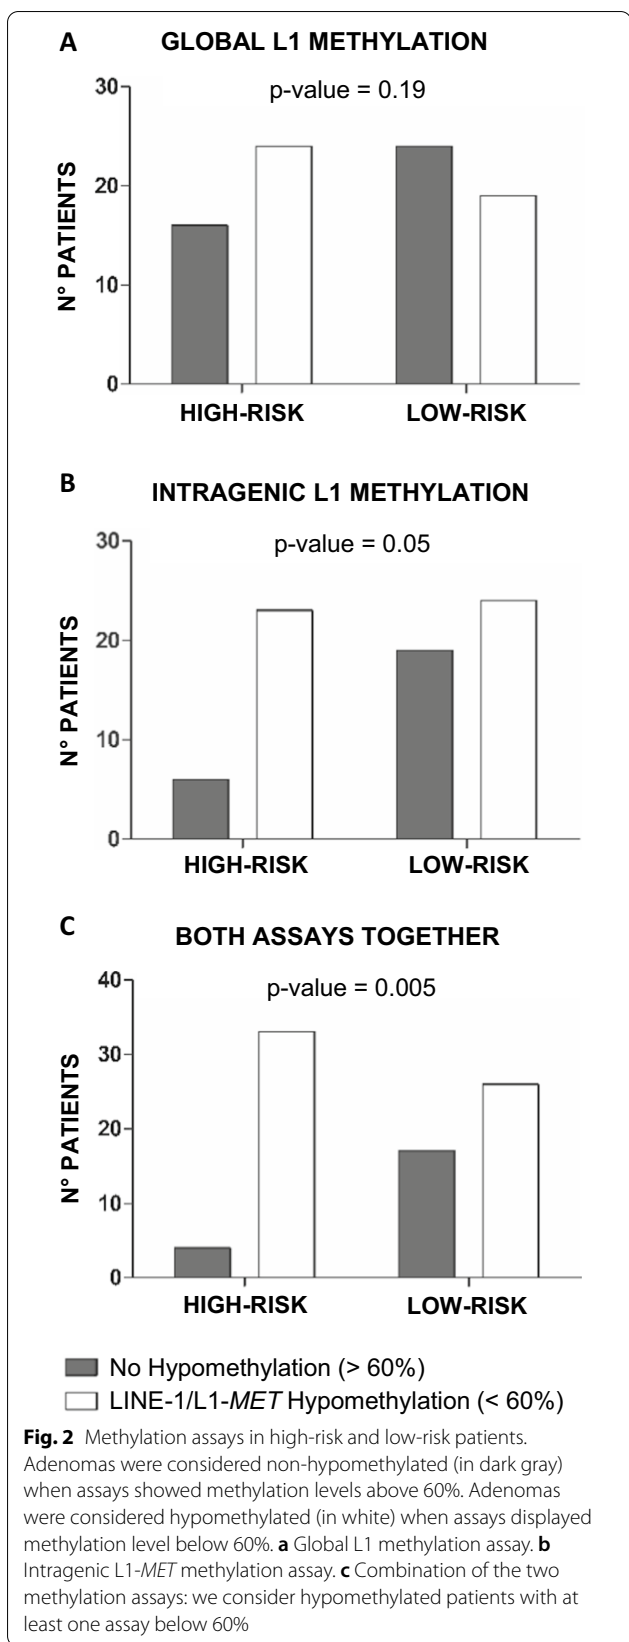 A GLOBAL L1 METHYLATION
p-value = 0.19
N° PATIENTS
30
20
10
0
HIGH-RISK LOW-RISK
B INTRAGENIC L1 METHYLATION
p-value = 0.05
N° PATIENTS
30
20
10
0
HIGH-RISK LOW-RISK
C BOTH ASSAYS TOGETHER
p-value = 0.005
N° PATIENTS
40
30
20
10
0
HIGH-RISK LOW-RISK
No Hypomethylation (> 60%)
LINE-1/L1-MET Hypomethylation (< 60%)
Fig. 2 Methylation assays in high-risk and low-risk patients.
Adenomas were considered non-hypomethylated (in dark gray)
when assays showed methylation levels above 60%. Adenomas
were considered hypomethylated (in white) when assays displayed
methylation level below 60%. a Global L1 methylation assay. b
Intragenic L1-MET methylation assay. c Combination of the two
methylation assays: we consider hypomethylated patients with at
least one assay below 60%